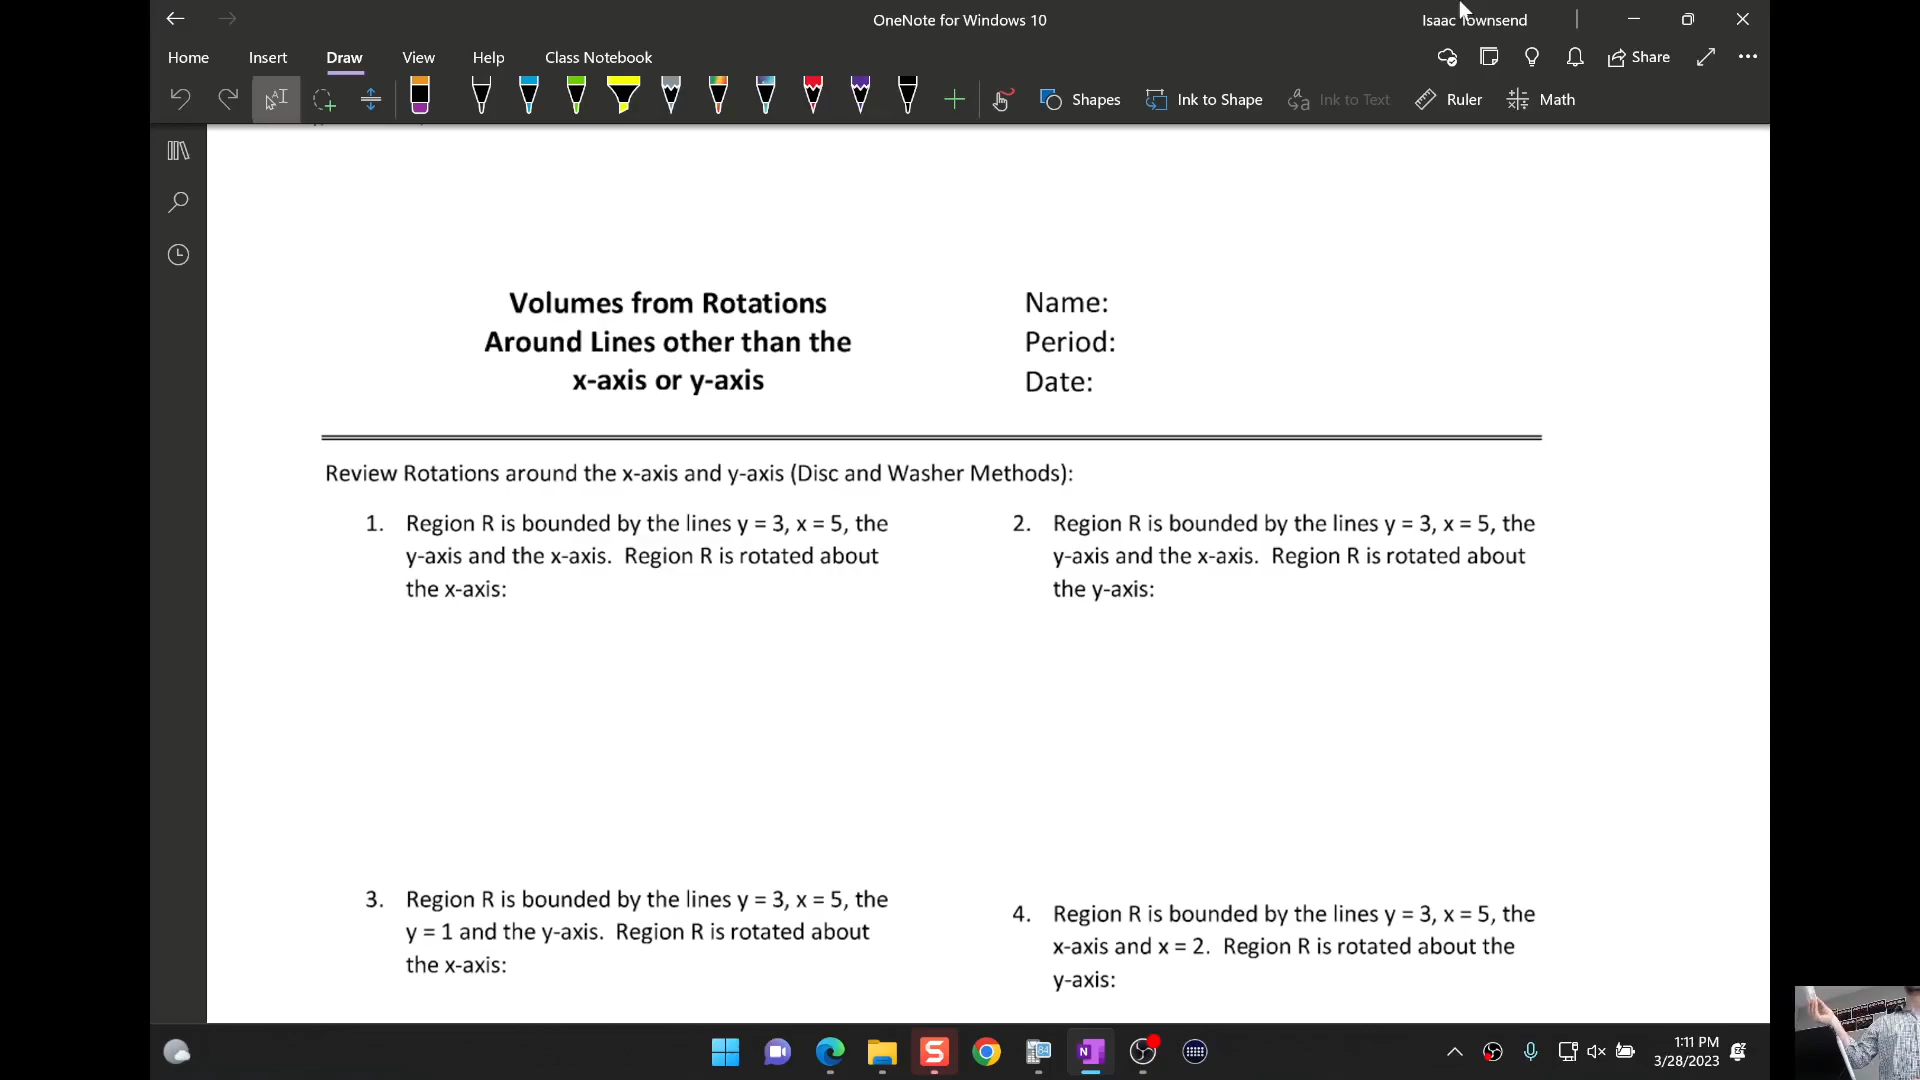 OneNote for Windows 10
Isaac Townsend
Home Insert Draw View Help Class Notebook
Share
Shapes Ink to Shape Ink to Text Ruler Math
Volumes from Rotations
Around Lines other than the
x-axis or y-axis
Name:
Period:
Date:
Review Rotations around the x-axis and y-axis (Disc and Washer Methods):
1. Region R is bounded by the lines y = 3, x = 5, the
y-axis and the x-axis. Region R is rotated about
the x-axis:
2. Region R is bounded by the lines y = 3, x = 5, the
y-axis and the x-axis. Region R is rotated about
the y-axis:
3. Region R is bounded by the lines y = 3, x = 5, the
y = 1 and the y-axis. Region R is rotated about
the x-axis:
4. Region R is bounded by the lines y = 3, x = 5, the
x-axis and x = 2. Region R is rotated about the
y-axis:
1:11 PM
3/28/2023